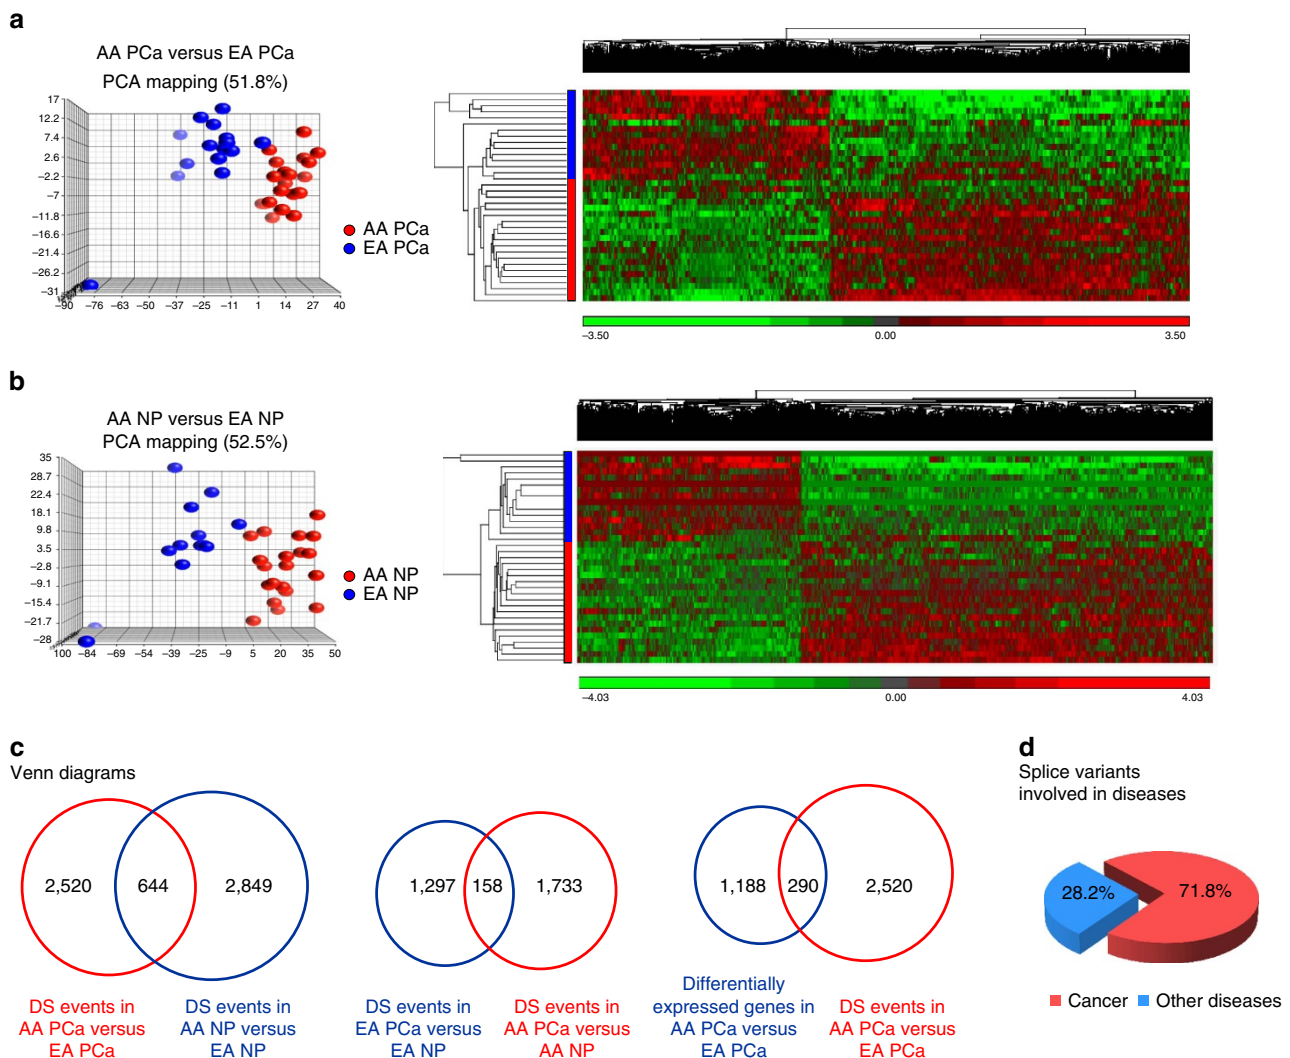 a
AA PCa versus EA PCa
PCA mapping (51.8%)
17
12.2
7.4
2.6
−2.2
−7
−11.8
−16.6
−21.4
−26.2
−31
−90 −76 −63 −50 −37 −25 −11 1 14 27 40
AA PCa
EA PCa
−3.50 0.00 3.50
b
AA NP versus EA NP
PCA mapping (52.5%)
35
28.7
22.4
18.1
9.8
3.5
−2.8
−9.1
−15.4
−21.7
−28
100 −84 −69 −54 −39 −25 −9 5 20 35 50
AA NP
EA NP
−4.03 0.00 4.03
c
Venn diagrams
2,520 644 2,849
DS events in
AA PCa versus
EA PCa
DS events in
AA NP versus
EA NP
1,297 158 1,733
DS events in
EA PCa versus
EA NP
DS events in
AA PCa versus
AA NP
1,188 290 2,520
Differentially
expressed genes in
AA PCa versus
EA PCa
DS events in
AA PCa versus
EA PCa
d
Splice variants
involved in diseases
28.2%
71.8%
Cancer Other diseases